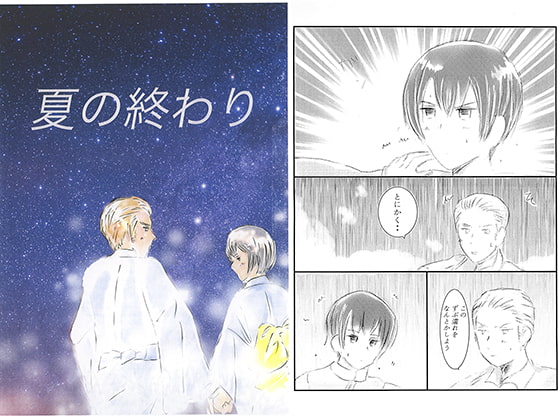 夏の終わり
とにかく・・
この
ずぶ濡れを
なんとかしよう